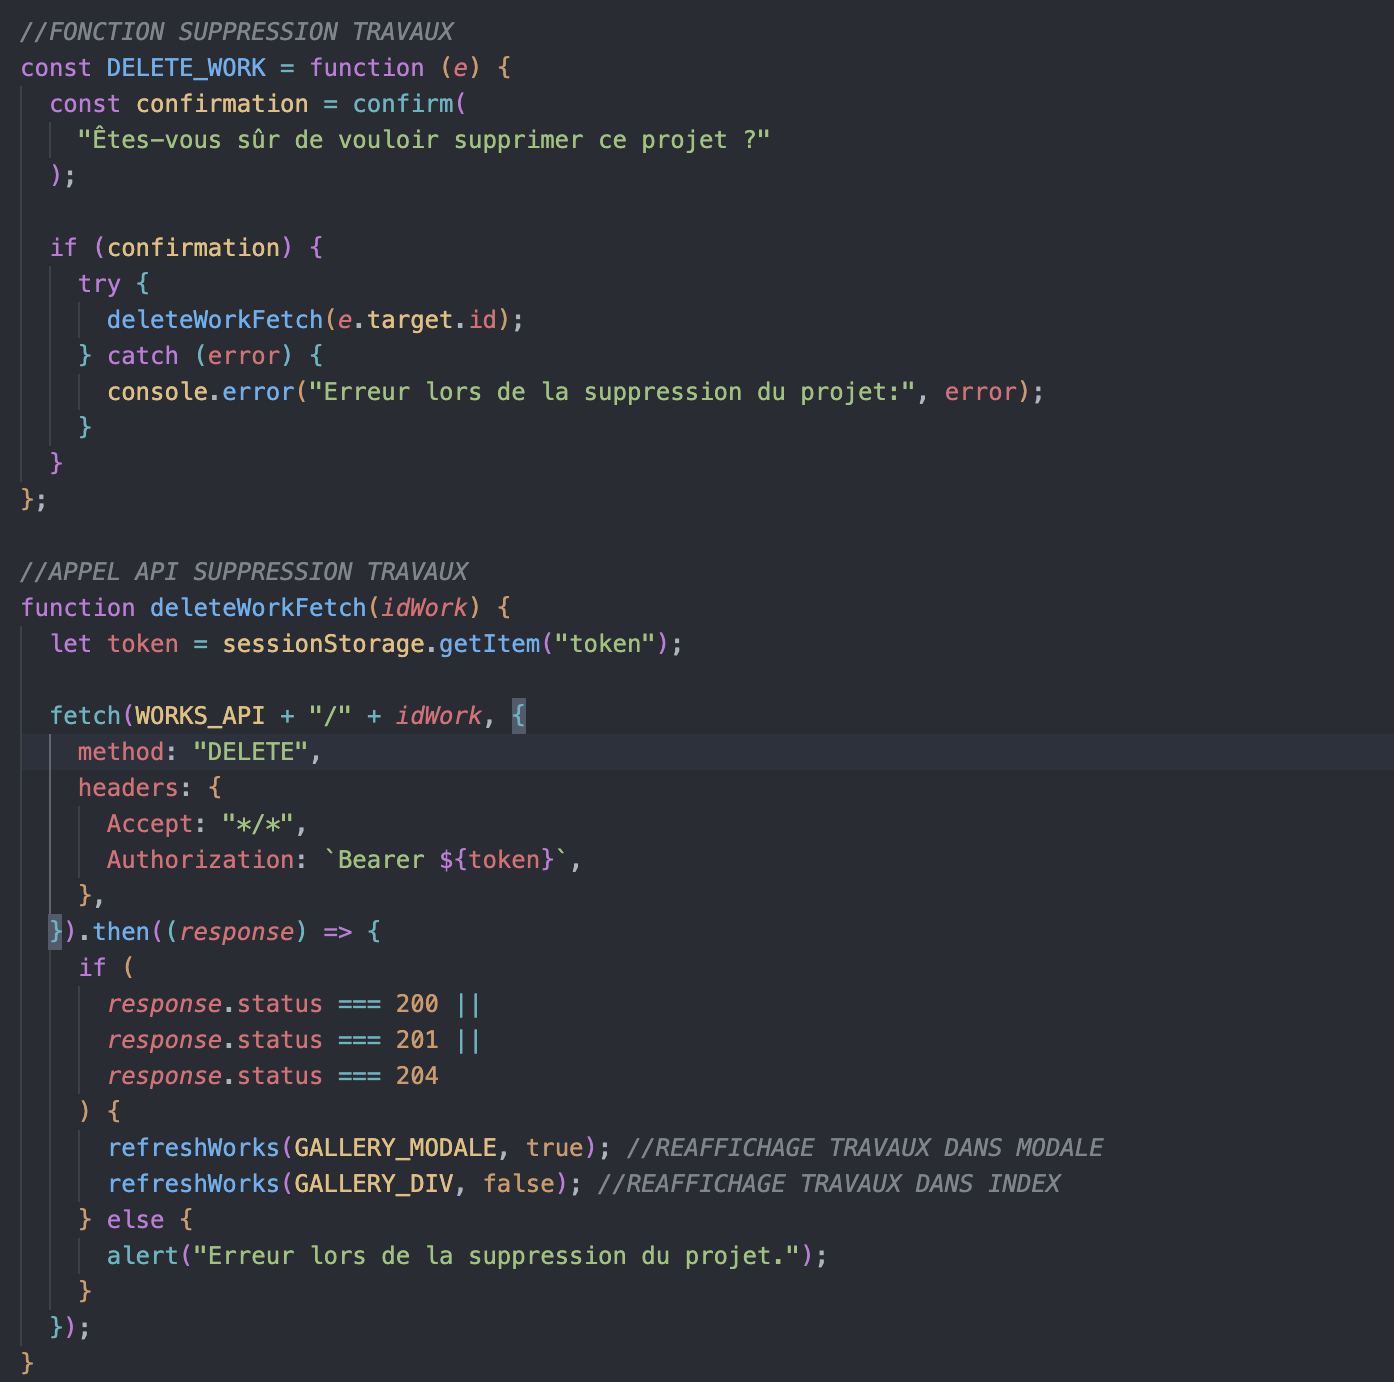 //FONCTION SUPPRESSION TRAVAUX
const DELETE_WORK = function (e) {
  const confirmation = confirm(
    "Êtes-vous sûr de vouloir supprimer ce projet ?"
  );

  if (confirmation) {
    try {
      deleteWorkFetch(e.target.id);
    } catch (error) {
      console.error("Erreur lors de la suppression du projet:", error);
    }
  }
};

//APPEL API SUPPRESSION TRAVAUX
function deleteWorkFetch(idWork) {
  let token = sessionStorage.getItem("token");

  fetch(WORKS_API + "/" + idWork, {
    method: "DELETE",
    headers: {
      Accept: "*/*",
      Authorization: `Bearer ${token}`,
    },
  }).then((response) => {
    if (
      response.status === 200 ||
      response.status === 201 ||
      response.status === 204
    ) {
      refreshWorks(GALLERY_MODALE, true); //REAFFICHAGE TRAVAUX DANS MODALE
      refreshWorks(GALLERY_DIV, false); //REAFFICHAGE TRAVAUX DANS INDEX
    } else {
      alert("Erreur lors de la suppression du projet.");
    }
  });
}